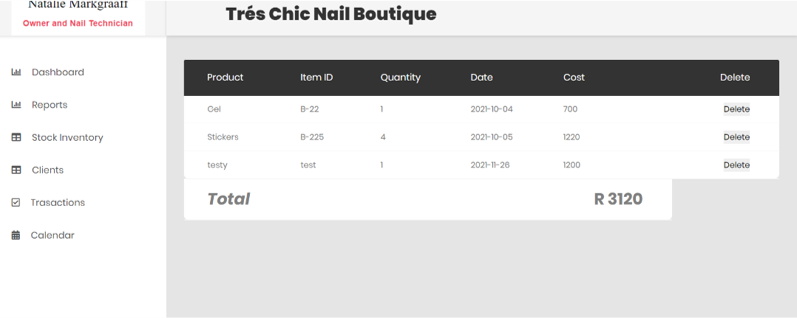 Natalie Markgraaff
Owner and Nail Technician
Trés Chic Nail Boutique
Dashboard
Reports
Stock Inventory
Clients
Trasactions
Calendar
Product Item ID Quantity Date Cost Delete
Gel B-22 1 2021-10-04 700 Delete
Stickers B-225 4 2021-10-05 1220 Delete
testy test 1 2021-11-26 1200 Delete
Total R 3120